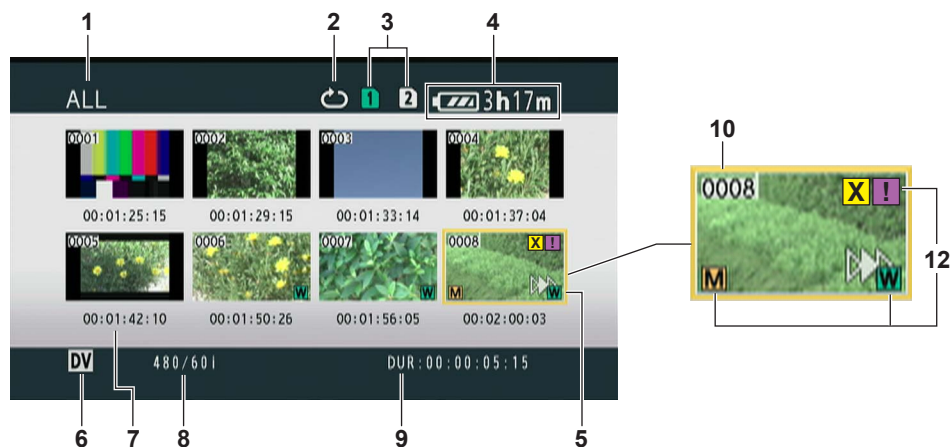 1 2 3 4
ALL 1 2 3h17m
0001 0002 0003 0004
00:01:25:15 00:01:29:15 00:01:33:14 00:01:37:04
0005 0006 W 0007 W 0008 X ! M W
00:01:42:10 00:01:50:26 00:01:56:05 00:02:00:03
DV 480/60i DUR:00:00:05:15
6 7 8 9 5
10
0008 X !
M W
12